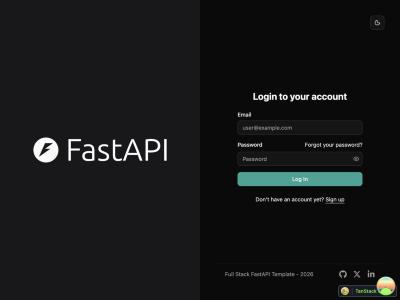 FastAPI
Login to your account
Email
user@example.com
Password Forgot your password?
Password
Log In
Don't have an account yet? Sign up
Full Stack FastAPI Template - 2026
TanStack